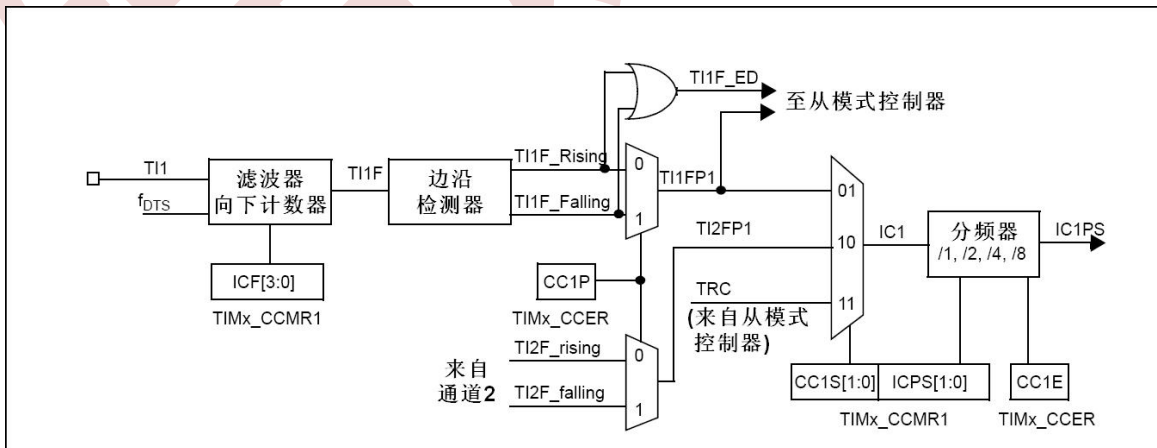 TI1F_ED
至从模式控制器
TI1
f_DTS
滤波器
向下计数器
TI1F
边沿
检测器
TI1F_Rising
TI1F_Falling
0
1
TI1FP1
TI2FP1
TRC
(来自从模式
控制器)
01
10
11
IC1
分频器
/1, /2, /4, /8
IC1PS
ICF[3:0]
TIMx_CCMR1
CC1P
TIMx_CCER
来自
通道2
TI2F_rising
TI2F_falling
0
1
CC1S[1:0]
ICPS[1:0]
TIMx_CCMR1
CC1E
TIMx_CCER